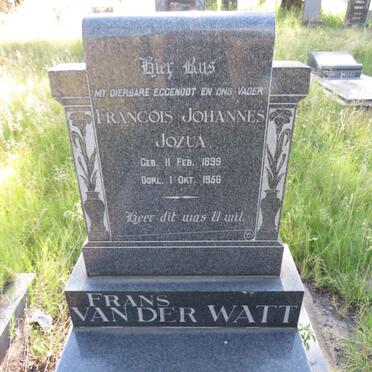 Hier Rus
MY DIERBARE EGGENOOT EN ONS VADER
FRANCOIS JOHANNES
JOZUA
GEB. 11 FEB. 1899
OORL. 1 OKT. 1956
Heer dit was U wil.
FRANS
VAN DER WATT